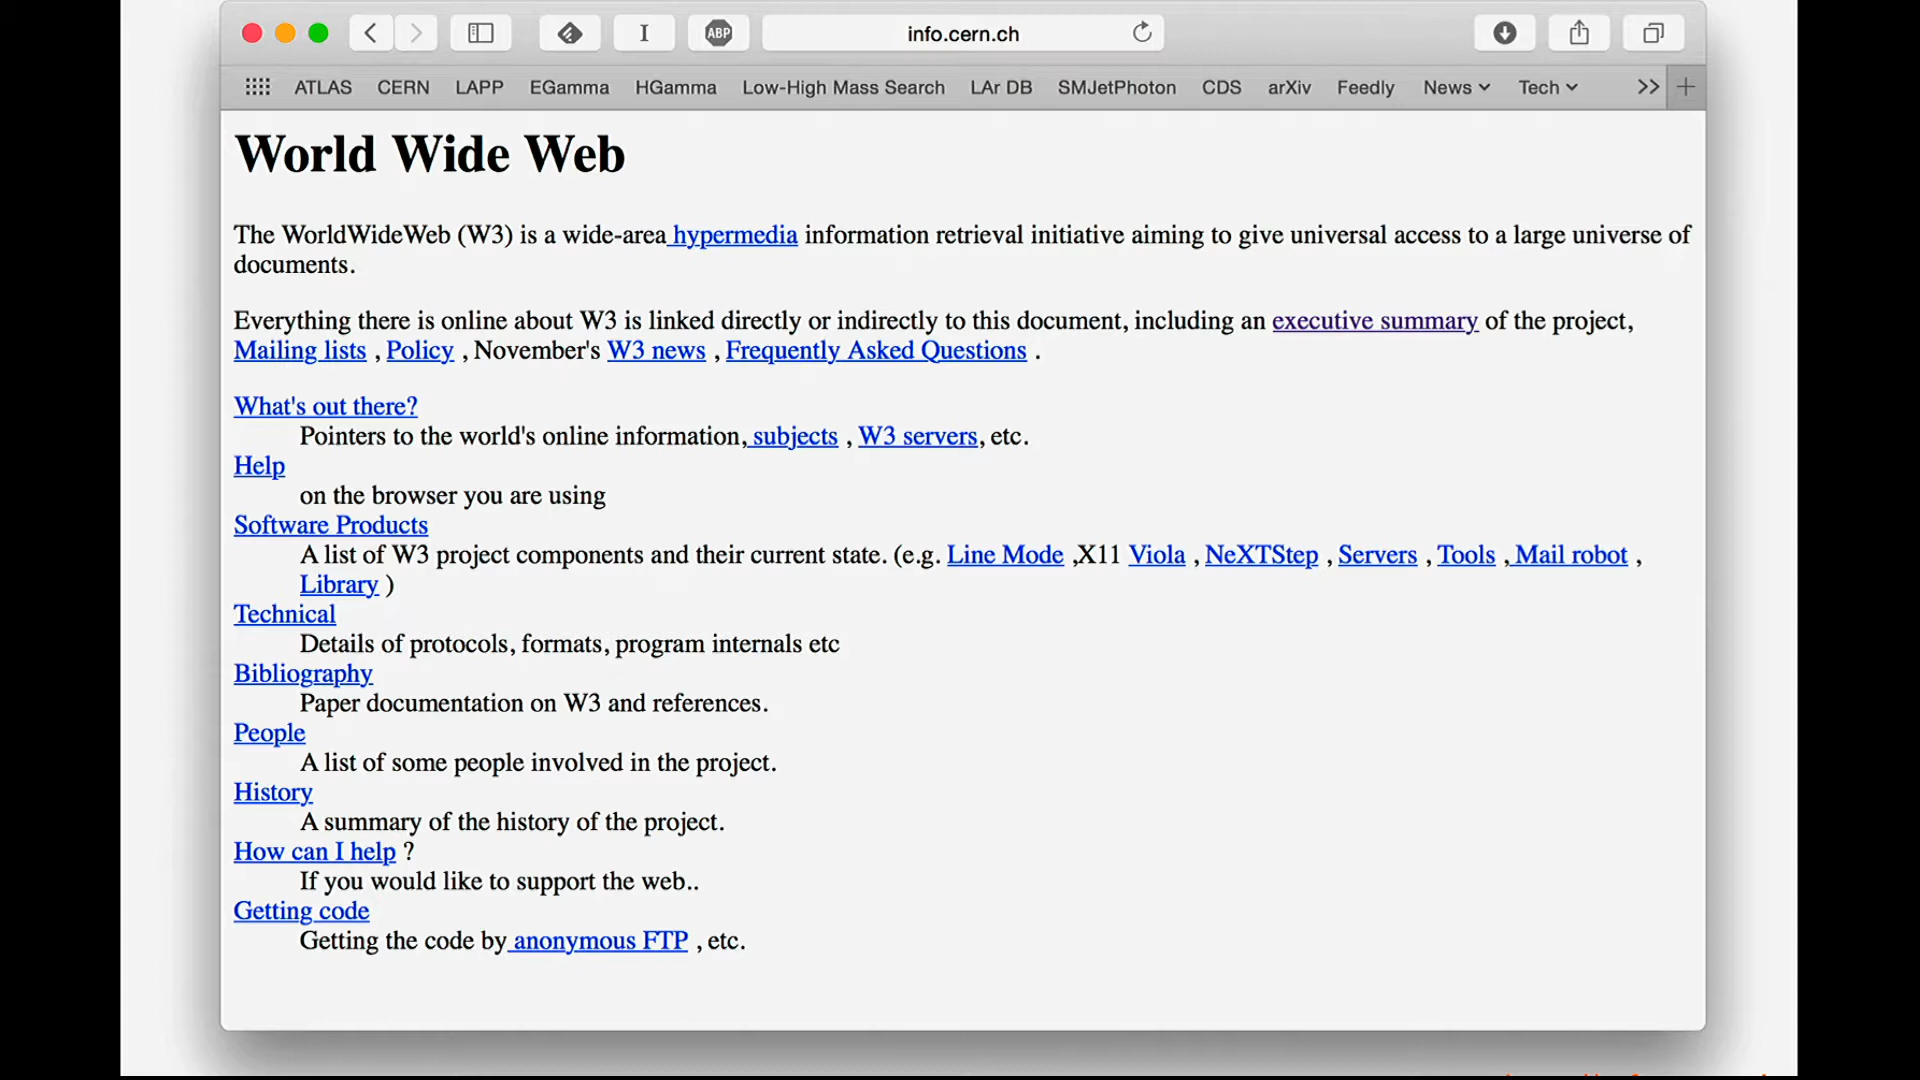 ABP
info.cern.ch
ATLAS CERN LAPP EGamma HGamma Low-High Mass Search LAr DB SMJetPhoton CDS arXiv Feedly News Tech >> +
World Wide Web
The WorldWideWeb (W3) is a wide-area hypermedia information retrieval initiative aiming to give universal access to a large universe of
documents.
Everything there is online about W3 is linked directly or indirectly to this document, including an executive summary of the project,
Mailing lists , Policy , November's W3 news , Frequently Asked Questions .
What's out there?
Pointers to the world's online information, subjects , W3 servers, etc.
Help
on the browser you are using
Software Products
A list of W3 project components and their current state. (e.g. Line Mode ,X11 Viola , NeXTStep , Servers , Tools , Mail robot ,
Library )
Technical
Details of protocols, formats, program internals etc
Bibliography
Paper documentation on W3 and references.
People
A list of some people involved in the project.
History
A summary of the history of the project.
How can I help ?
If you would like to support the web..
Getting code
Getting the code by anonymous FTP , etc.